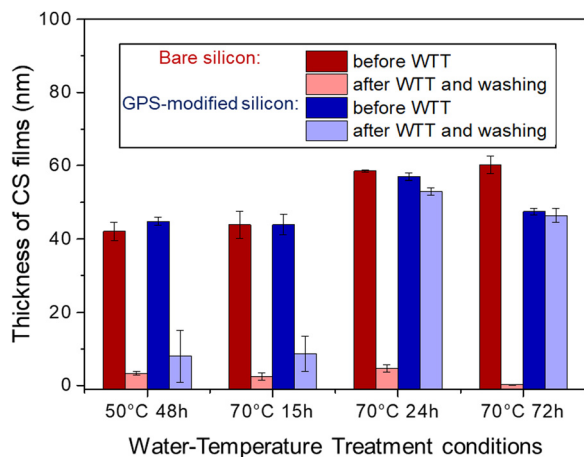 Thickness of CS films (nm)
100
80
60
40
20
0
Bare silicon:
before WTT
after WTT and washing
GPS-modified silicon:
before WTT
after WTT and washing
50°C 48h 70°C 15h 70°C 24h 70°C 72h
Water-Temperature Treatment conditions